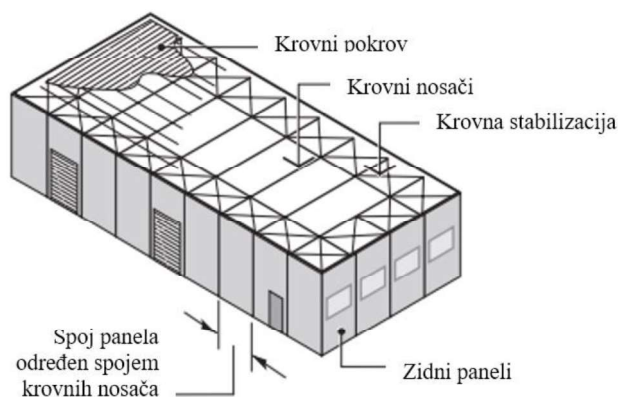 Krovni pokrov
Krovni nosači
Krovna stabilizacija
Spoj panela
određen spojem
krovnih nosača
Zidni paneli